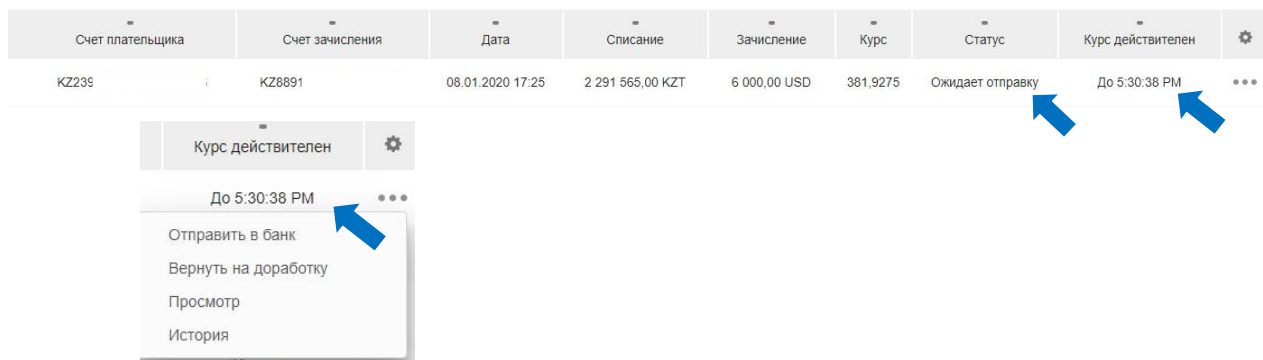 Счет плательщика Счет зачисления Дата Списание Зачисление Курс Статус Курс действителен
KZ239 KZ8891 08.01.2020 17:25 2 291 565,00 KZT 6 000,00 USD 381,9275 Ожидает отправку До 5:30:38 PM
Курс действителен
До 5:30:38 PM
Отправить в банк
Вернуть на доработку
Просмотр
История